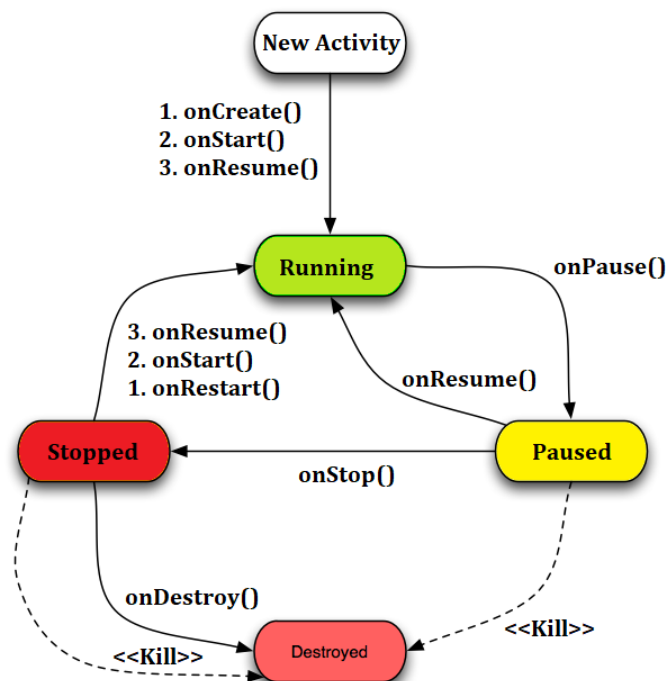 New Activity
1. onCreate()
2. onStart()
3. onResume()
Running
onPause()
3. onResume()
2. onStart()
1. onRestart()
onResume()
Stopped
Paused
onStop()
onDestroy()
<<Kill>>
Destroyed
<<Kill>>